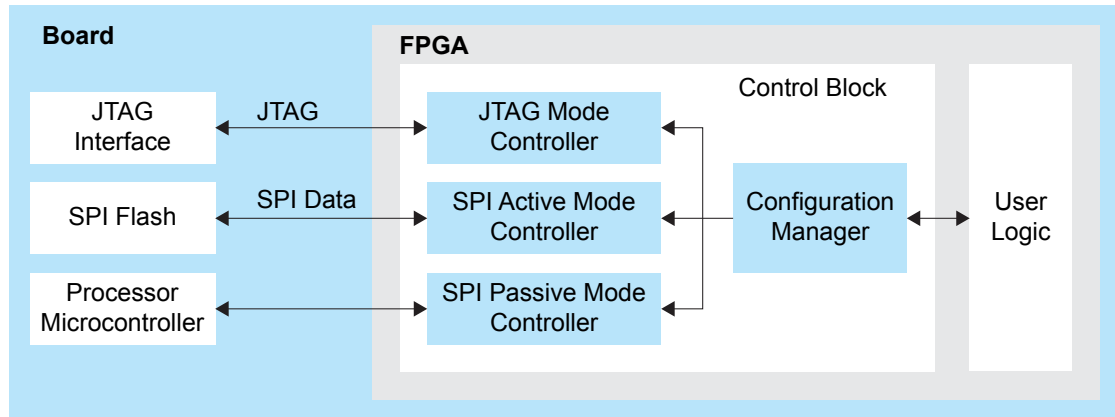 Board
FPGA
Control Block
JTAG
Interface
JTAG
JTAG Mode
Controller
SPI Flash
SPI Data
SPI Active Mode
Controller
Configuration
Manager
User
Logic
Processor
Microcontroller
SPI Passive Mode
Controller